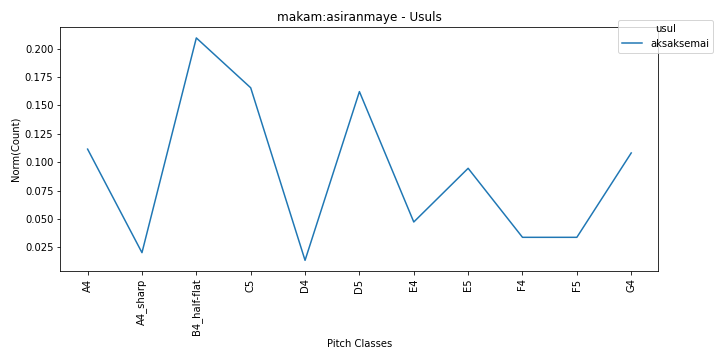 makam:asiranmaye - Usuls
usul
aksaksemai
Norm(Count)
0.200
0.175
0.150
0.125
0.100
0.075
0.050
0.025
A4
A4_sharp
B4_half-flat
C5
D4
D5
E4
E5
F4
F5
G4
Pitch Classes